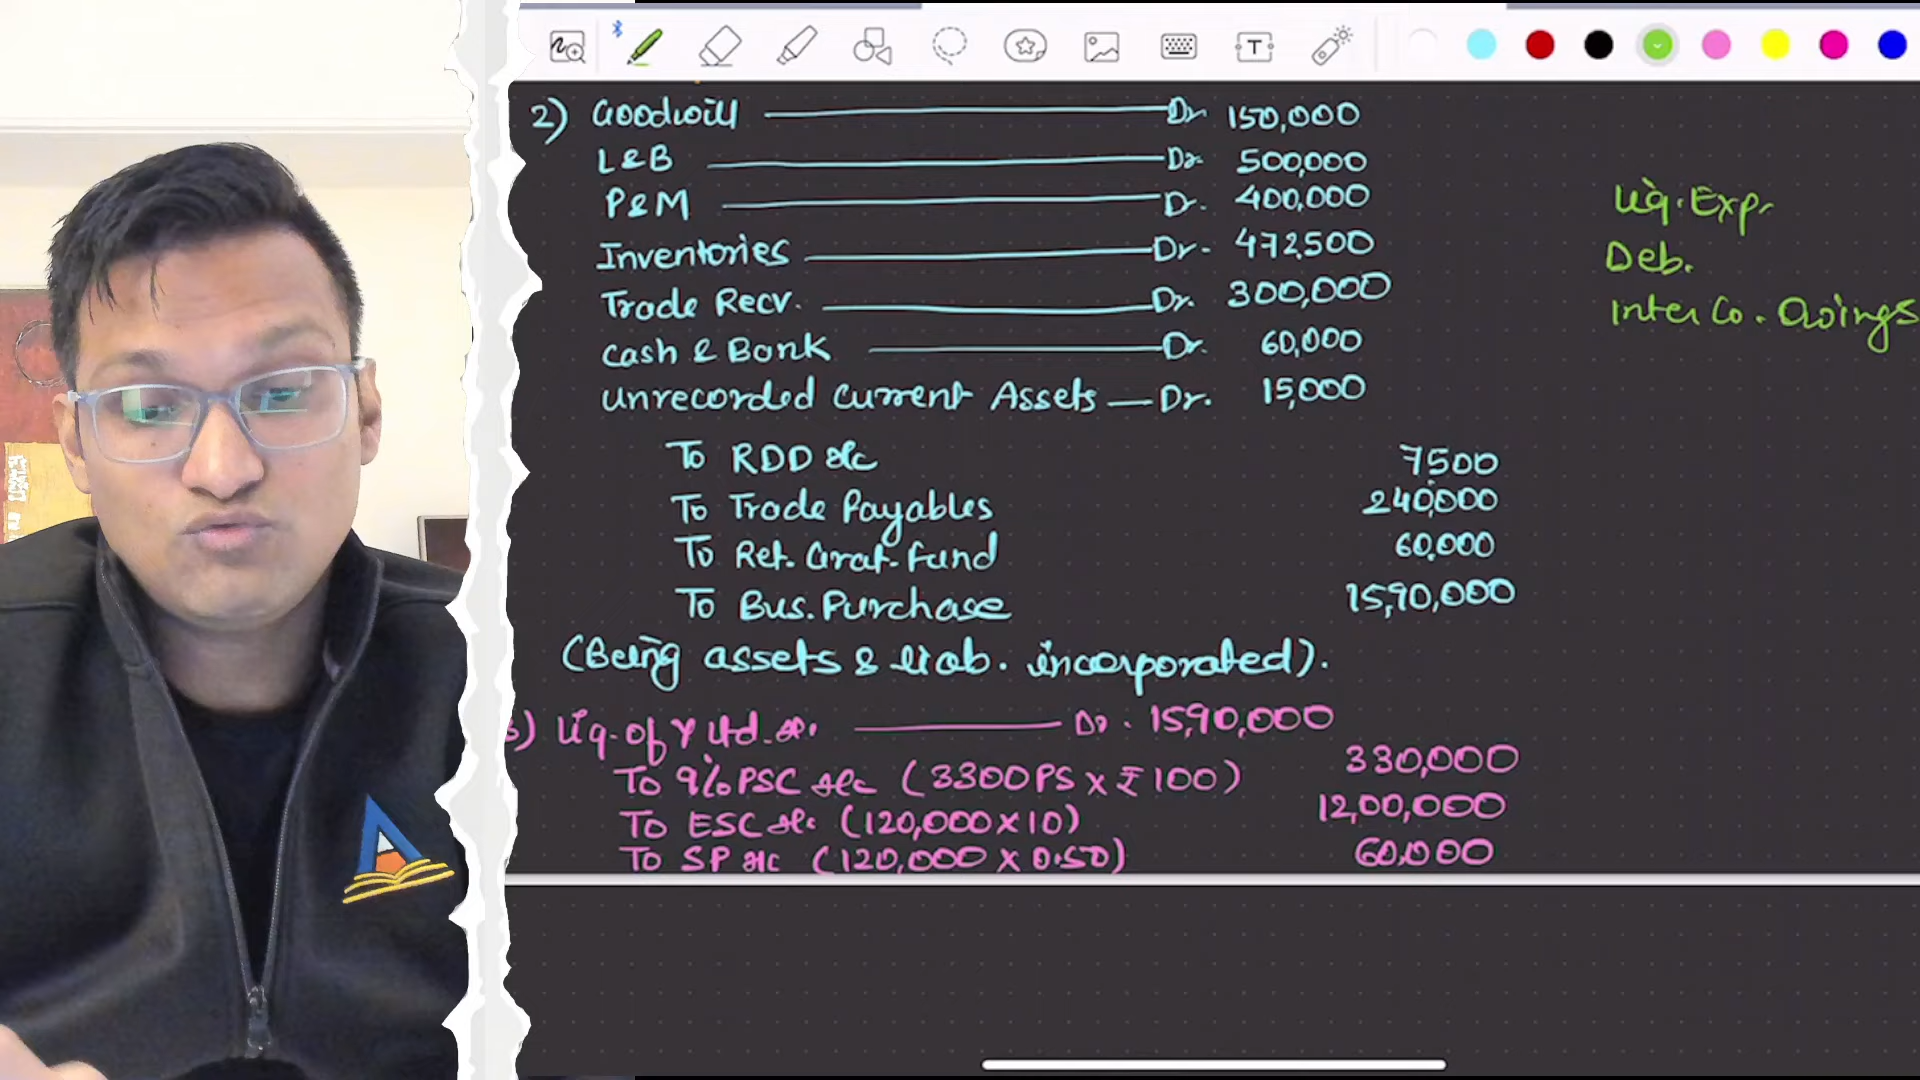 2) Goodwill Dr 150,000
L&B Dr. 500,000
P&M Dr. 400,000
Inventories Dr. 472500
Trade Recv. Dr. 300,000
Cash & Bank Dr. 60,000
Unrecorded Current Assets Dr. 15,000
To RDD a/c 7500
To Trade Payables 240,000
To Ret. Grat. Fund 60,000
To Bus. Purchase 15,90,000
(Being assets & liab. incorporated).
3) Liq. of Y Ltd. a/c Dr. 15,90,000
To 9% PSC a/c (3300PS x ₹100) 330,000
To ESC a/c (120,000 x 10) 12,00,000
To SP a/c (120,000 x 0.50) 60,000
Liq. Exp.
Deb.
Inter Co. Owings